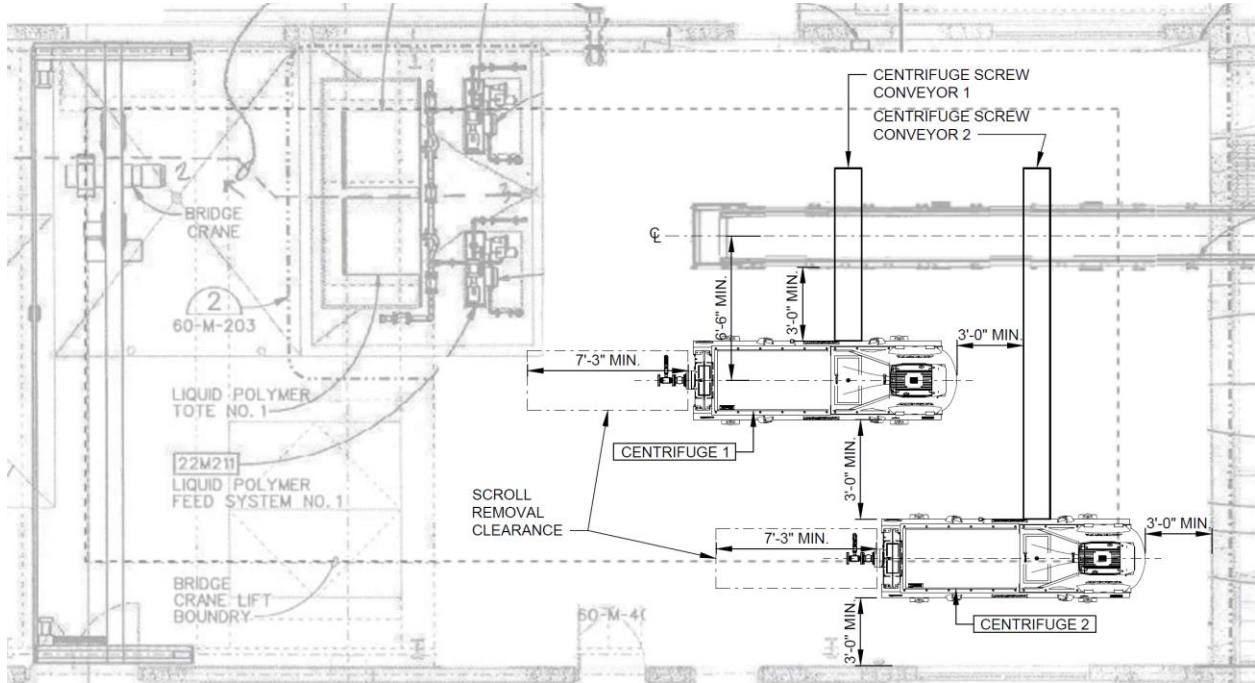 CENTRIFUGE SCREW
CONVEYOR 1
CENTRIFUGE SCREW
CONVEYOR 2
2
BRIDGE
CRANE
2
60-M-203
℄
6'-6" MIN.
3'-0" MIN.
3'-0" MIN.
7'-3" MIN.
LIQUID POLYMER
TOTE NO. 1
CENTRIFUGE 1
22M211
LIQUID POLYMER
FEED SYSTEM NO. 1
3'-0" MIN.
SCROLL
REMOVAL
CLEARANCE
7'-3" MIN.
3'-0" MIN.
BRIDGE
CRANE LIFT
BOUNDRY
60-M-40
CENTRIFUGE 2
3'-0" MIN.